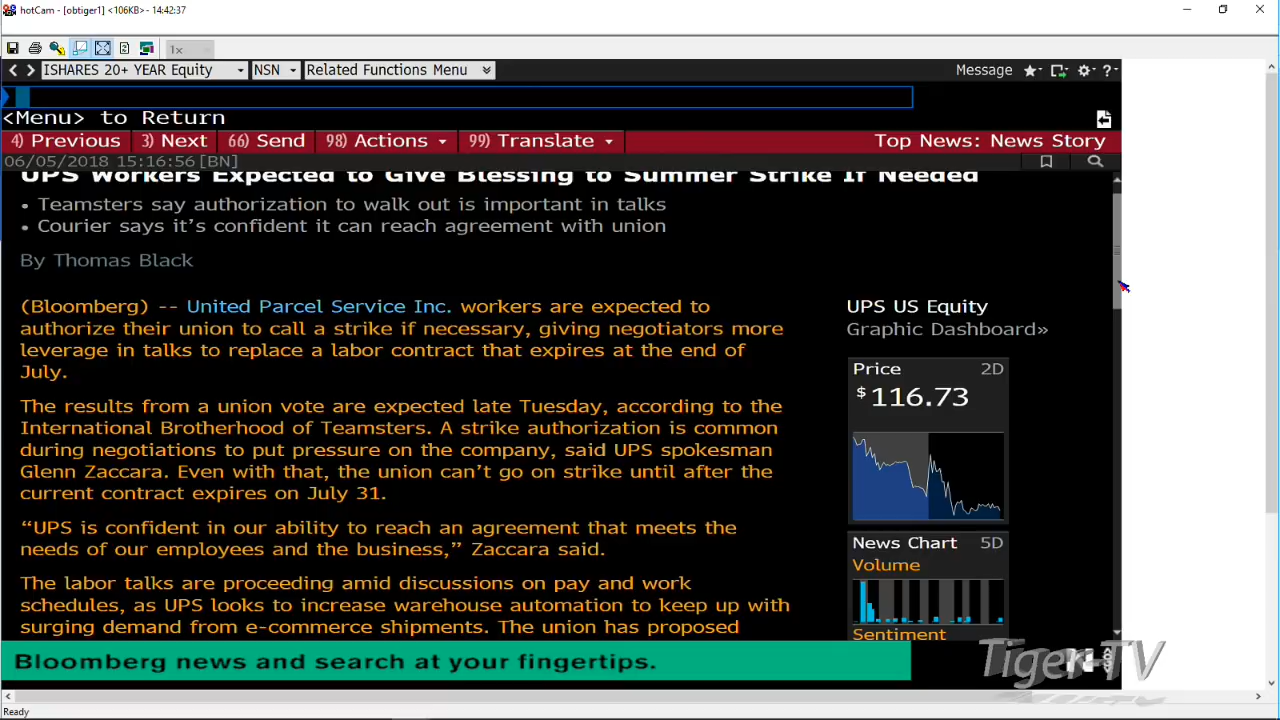 hotCam - [obtiger1] <106KB> - 14:42:37
1x
ISHARES 20+ YEAR Equity NSN Related Functions Menu Message ?
<Menu> to Return
4) Previous 3) Next 66) Send 98) Actions 99) Translate Top News: News Story
06/05/2018 15:16:56 [BN]
UPS Workers Expected to Give Blessing to Summer Strike If Needed
• Teamsters say authorization to walk out is important in talks
• Courier says it's confident it can reach agreement with union
By Thomas Black
(Bloomberg) -- United Parcel Service Inc. workers are expected to
authorize their union to call a strike if necessary, giving negotiators more
leverage in talks to replace a labor contract that expires at the end of
July.
The results from a union vote are expected late Tuesday, according to the
International Brotherhood of Teamsters. A strike authorization is common
during negotiations to put pressure on the company, said UPS spokesman
Glenn Zaccara. Even with that, the union can't go on strike until after the
current contract expires on July 31.
“UPS is confident in our ability to reach an agreement that meets the
needs of our employees and the business,” Zaccara said.
The labor talks are proceeding amid discussions on pay and work
schedules, as UPS looks to increase warehouse automation to keep up with
surging demand from e-commerce shipments. The union has proposed
UPS US Equity
Graphic Dashboard»
Price 2D
$116.73
News Chart 5D
Volume
Sentiment
Bloomberg news and search at your fingertips.
Tiger-TV
Ready